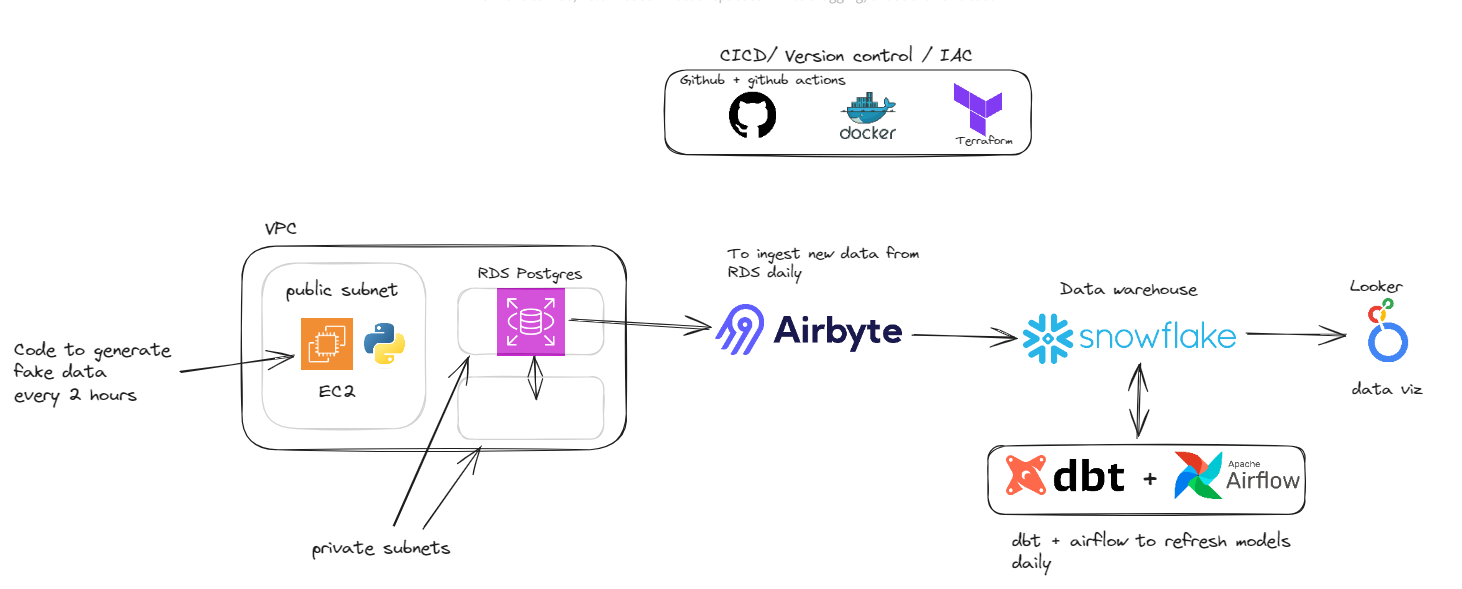 CICD/ Version control / IAC
Github + github actions
docker
Terraform
VPC
public subnet
EC2
RDS Postgres
Code to generate
fake data
every 2 hours
private subnets
To ingest new data from
RDS daily
Airbyte
Data warehouse
snowflake
Looker
data viz
dbt + Apache Airflow
dbt + airflow to refresh models
daily